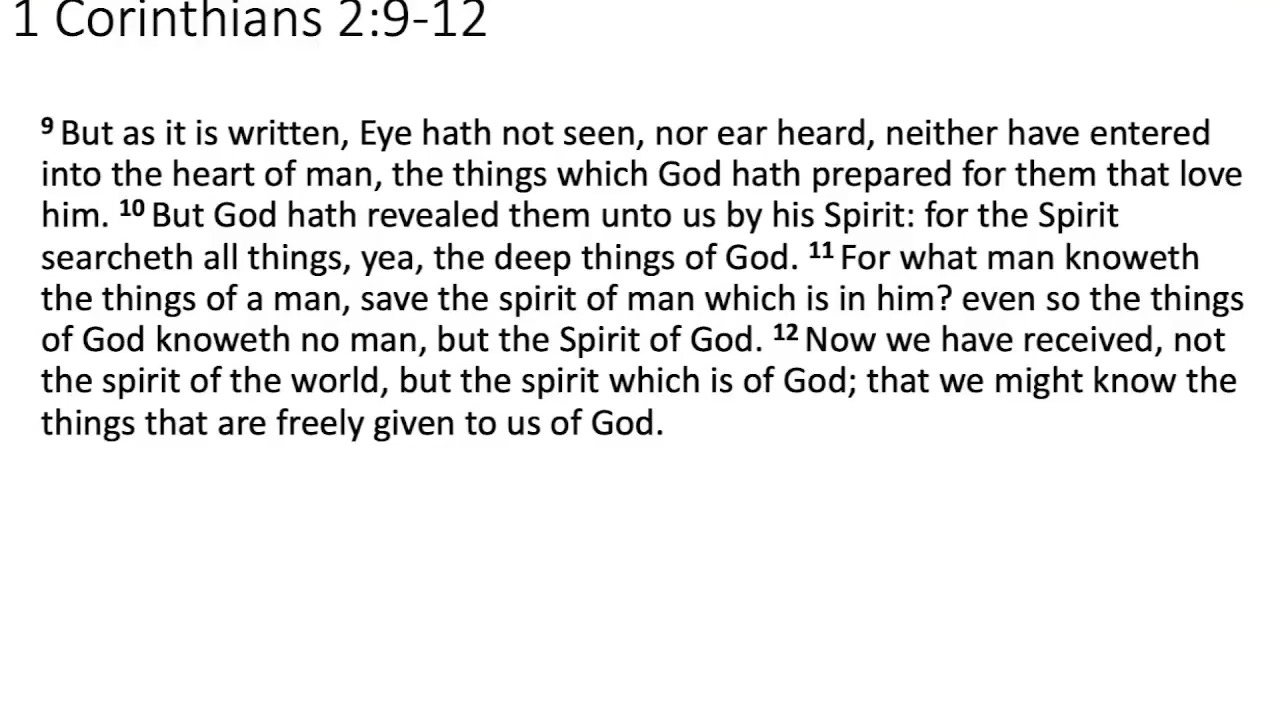 1 Corinthians 2:9-12
9 But as it is written, Eye hath not seen, nor ear heard, neither have entered
into the heart of man, the things which God hath prepared for them that love
him. 10 But God hath revealed them unto us by his Spirit: for the Spirit
searcheth all things, yea, the deep things of God. 11 For what man knoweth
the things of a man, save the spirit of man which is in him? even so the things
of God knoweth no man, but the Spirit of God. 12 Now we have received, not
the spirit of the world, but the spirit which is of God; that we might know the
things that are freely given to us of God.